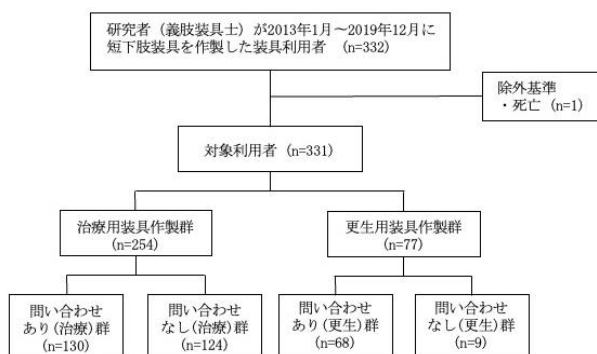 研究者（義肢装具士）が2013年1月～2019年12月に
短下肢装具を作製した装具利用者 (n=332)
除外基準
・死亡 (n=1)
対象利用者 (n=331)
治療用装具作製群
(n=254)
更生用装具作製群
(n=77)
問い合わせ
あり(治療)群
(n=130)
問い合わせ
なし(治療)群
(n=124)
問い合わせ
あり(更生)群
(n=68)
問い合わせ
なし(更生)群
(n=9)